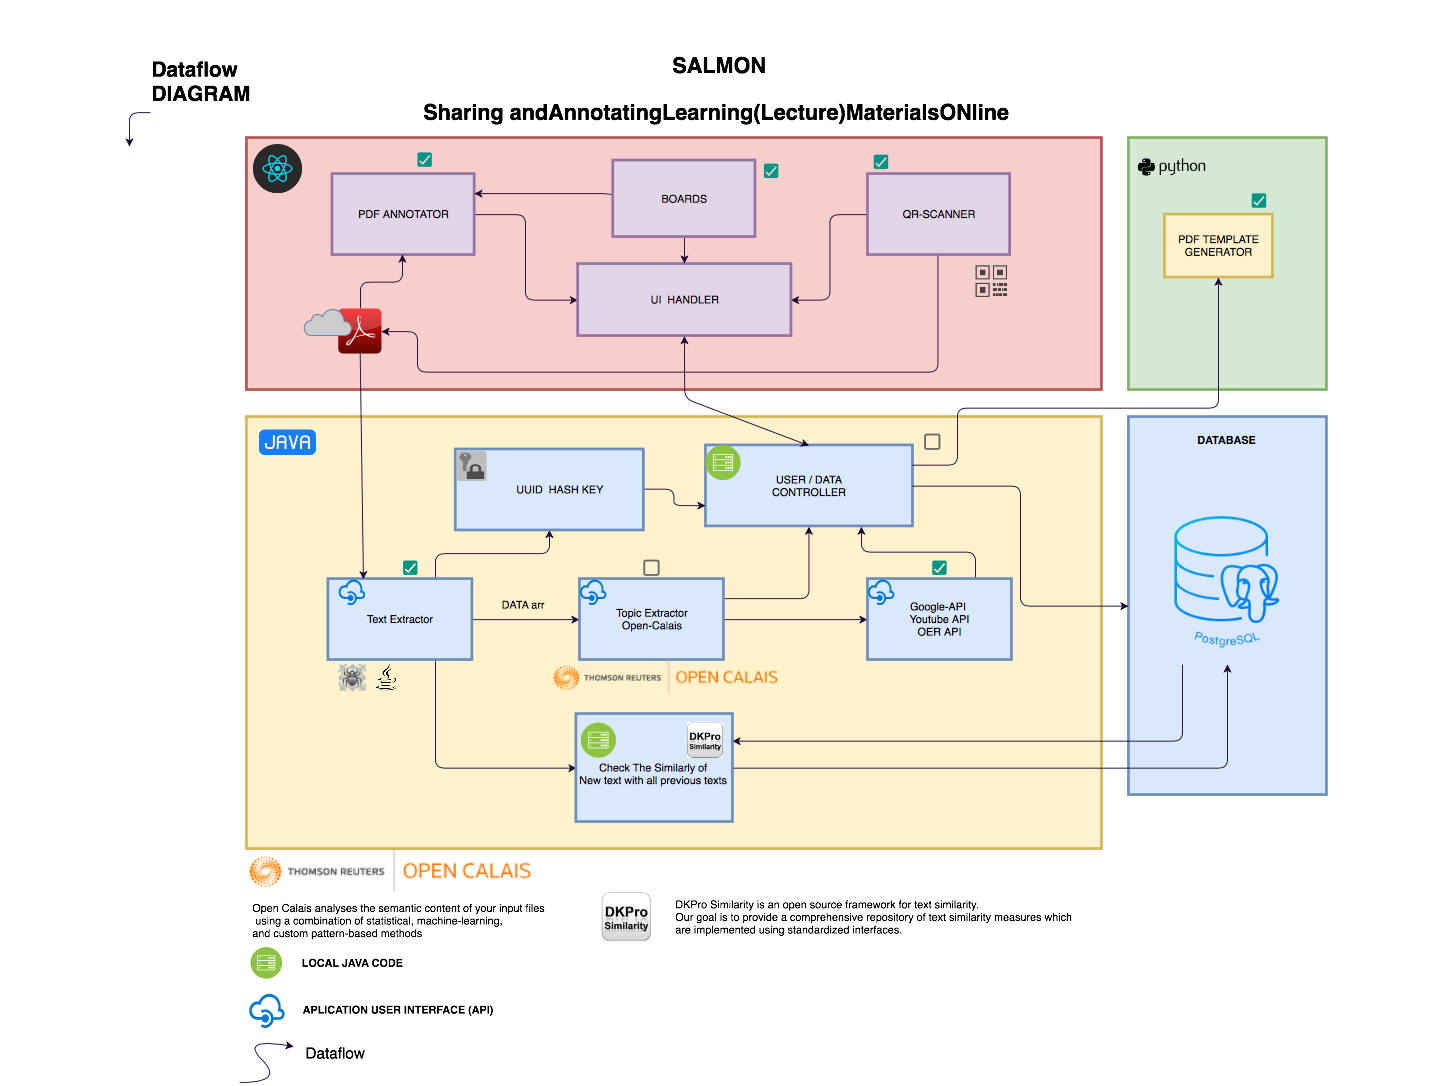 Dataflow
DIAGRAM
SALMON
Sharing andAnnotatingLearning(Lecture)MaterialsONline
PDF ANNOTATOR
BOARDS
QR-SCANNER
UI  HANDLER
python
PDF TEMPLATE
GENERATOR
JAVA
UUID  HASH KEY
USER / DATA
CONTROLLER
DATABASE
Text Extractor
DATA arr
Topic Extractor
Open-Calais
Google-API
Youtube API
OER API
PostgreSQL
THOMSON REUTERS
OPEN CALAIS
DKPro
Similarity
Check The Similarly of
New text with all previous texts
THOMSON REUTERS
OPEN CALAIS
Open Calais analyses the semantic content of your input files
using a combination of statistical, machine-learning,
and custom pattern-based methods
DKPro
Similarity
DKPro Similarity is an open source framework for text similarity.
Our goal is to provide a comprehensive repository of text similarity measures which
are implemented using standardized interfaces.
LOCAL JAVA CODE
APLICATION USER INTERFACE (API)
Dataflow